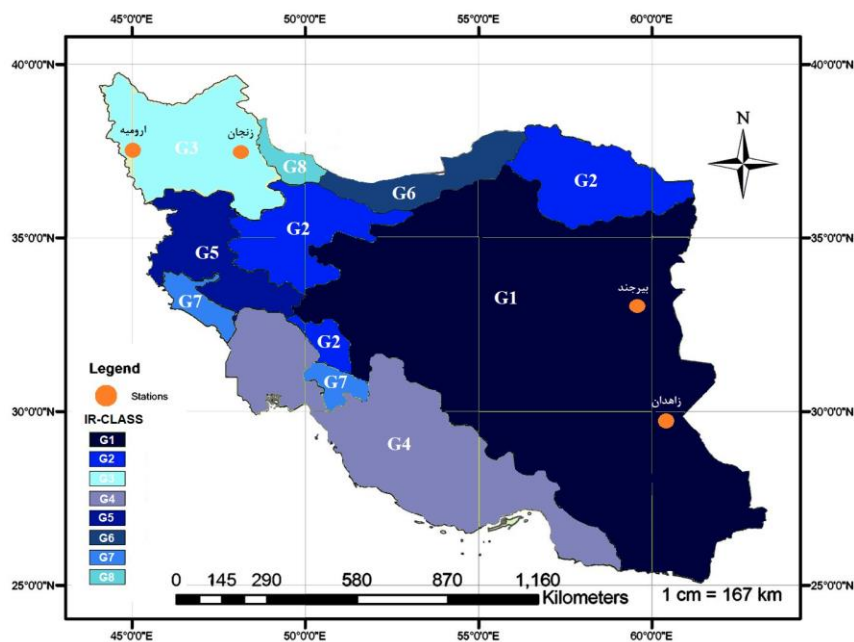 45°0'0"E 50°0'0"E 55°0'0"E 60°0'0"E
40°0'0"N 40°0'0"N
N
ارومیه
زنجان
G3
G8
G6
G2
35°0'0"N 35°0'0"N
G2
G5
G7
G1
بیرجند
G2
G7
زاهدان
30°0'0"N 30°0'0"N
G4
Legend
Stations
IR-CLASS
G1
G2
G3
G4
G5
G6
G7
G8
25°0'0"N 25°0'0"N
0 145 290 580 870 1,160
Kilometers
1 cm = 167 km
45°0'0"E 50°0'0"E 55°0'0"E 60°0'0"E